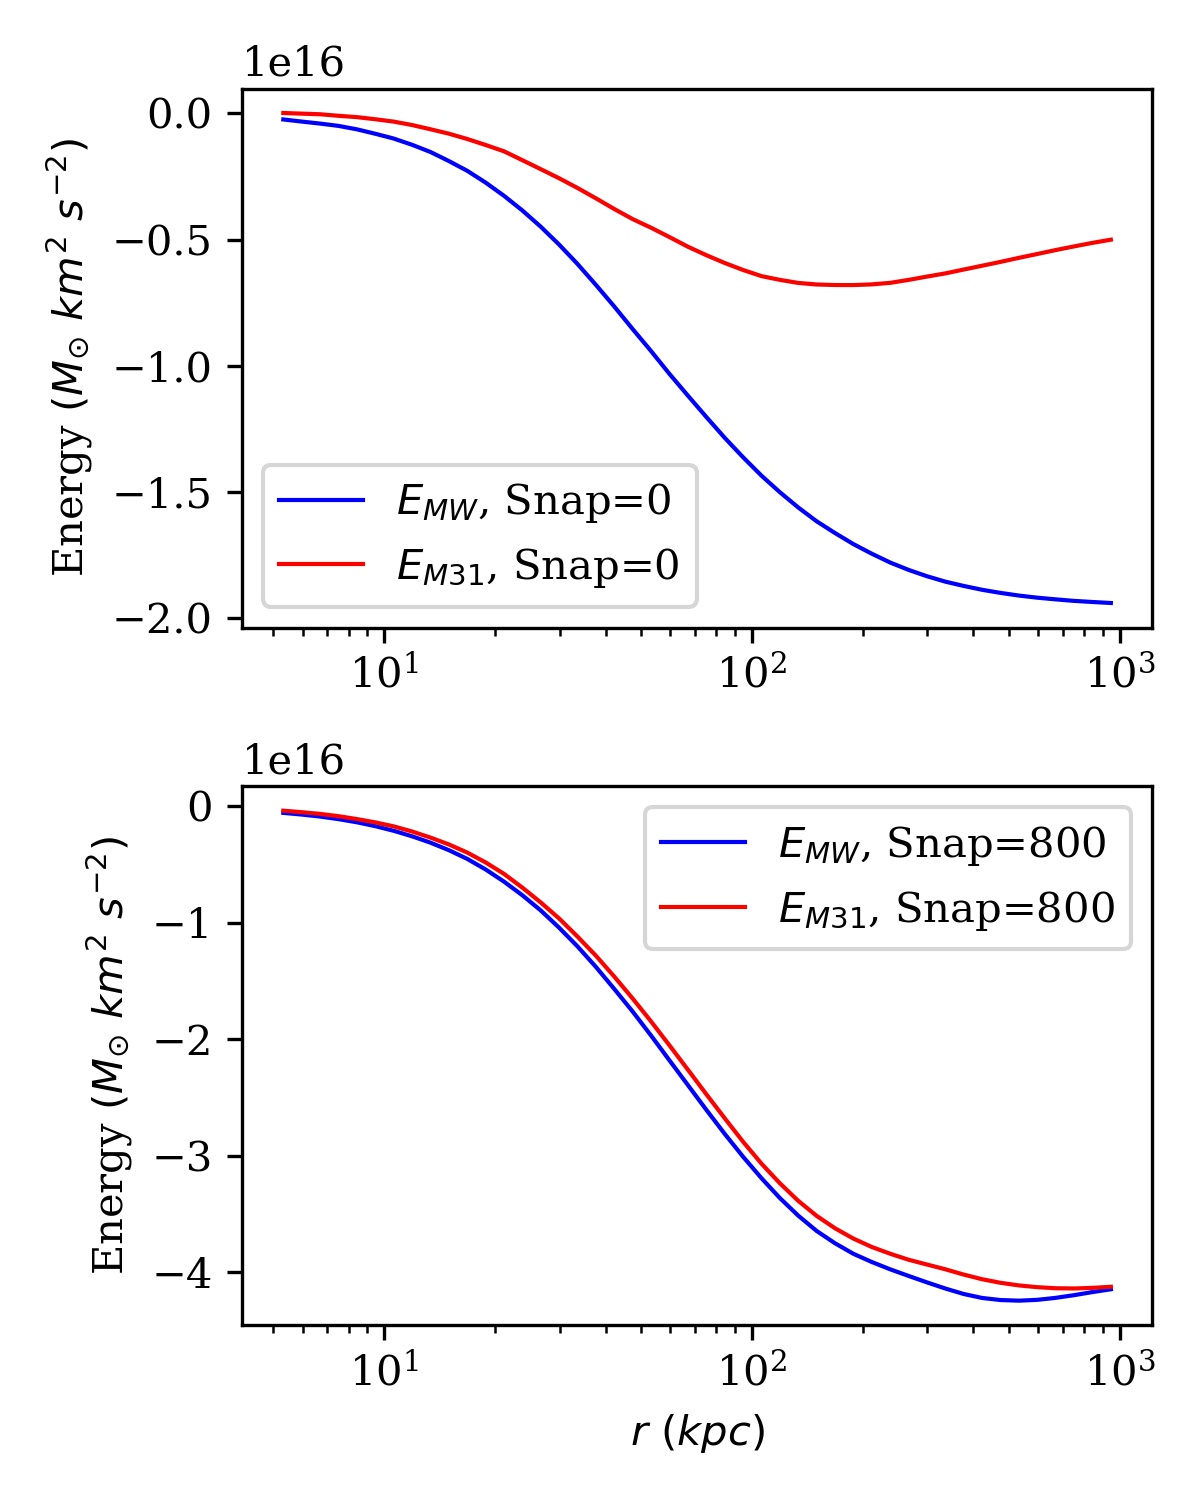 1e16
0.0
−0.5
−1.0
−1.5
−2.0
Energy (M⊙ km² s⁻²)
E_MW, Snap=0
E_M31, Snap=0
10¹ 10² 10³
1e16
0
−1
−2
−3
−4
Energy (M⊙ km² s⁻²)
E_MW, Snap=800
E_M31, Snap=800
10¹ 10² 10³
r (kpc)